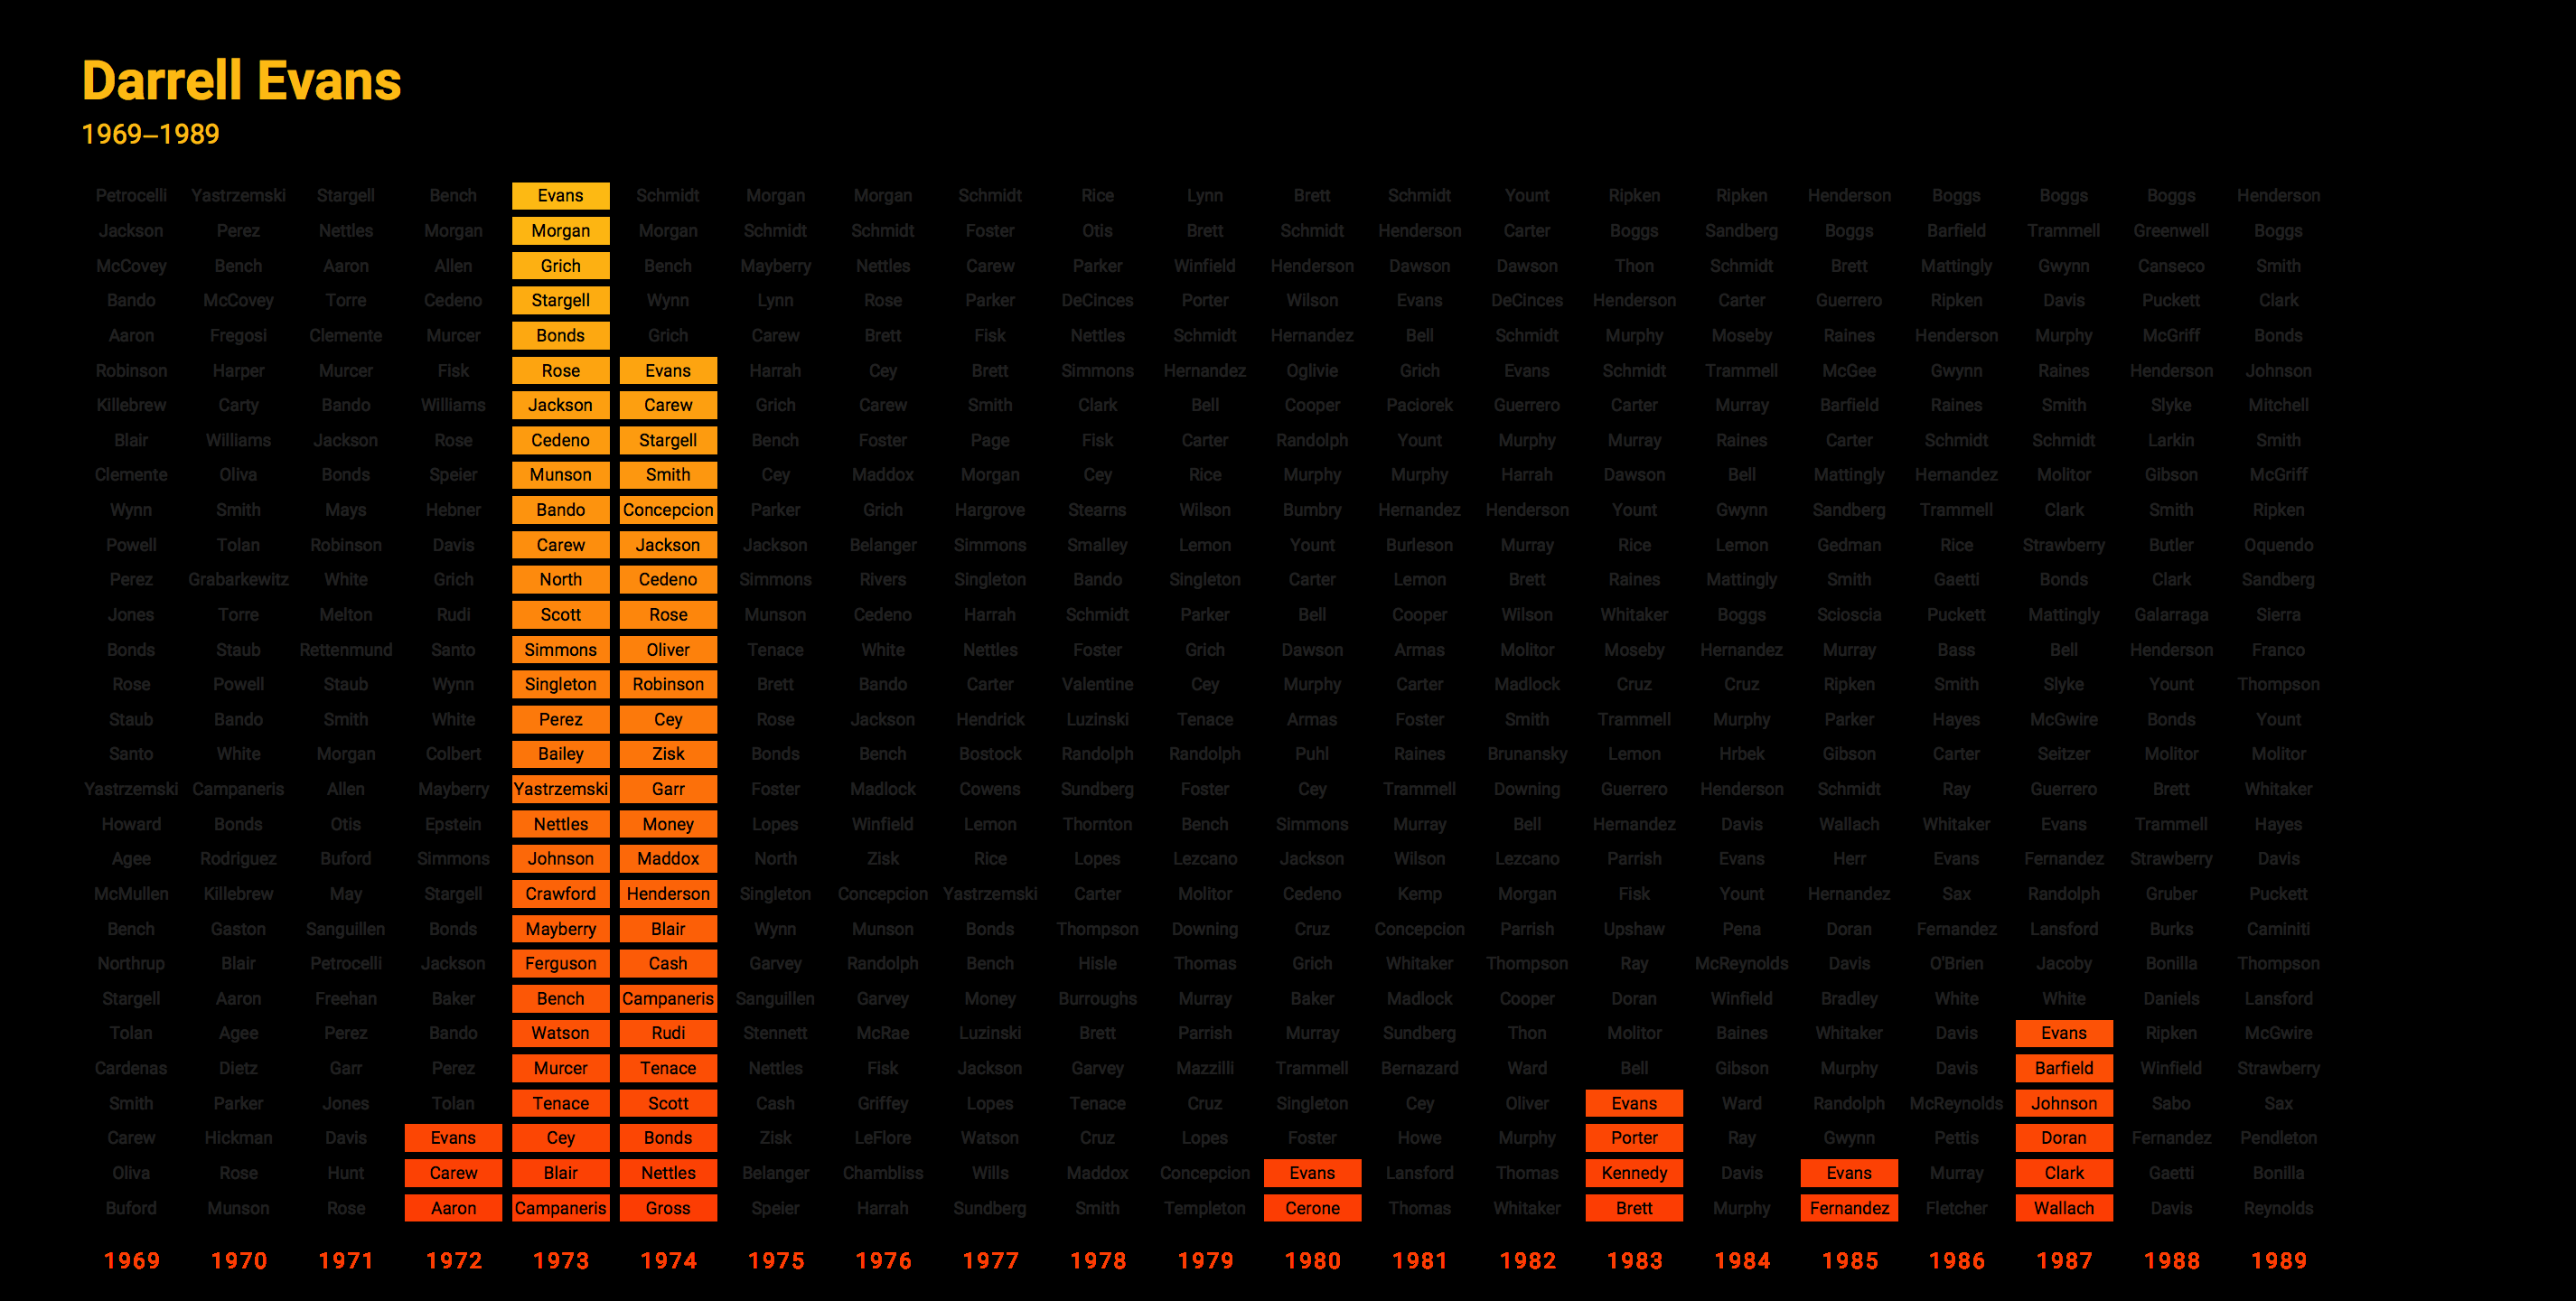 Darrell Evans
1969–1989
Petrocelli Yastrzemski Stargell Bench Evans Schmidt Morgan Morgan Schmidt Rice Lynn Brett Schmidt Yount Ripken Ripken Henderson Boggs Boggs Boggs Henderson
Jackson Perez Nettles Morgan Morgan Morgan Schmidt Schmidt Foster Otis Brett Schmidt Henderson Carter Boggs Sandberg Boggs Barfield Trammell Greenwell Boggs
McCovey Bench Aaron Allen Grich Bench Mayberry Nettles Carew Parker Winfield Henderson Dawson Dawson Thon Schmidt Brett Mattingly Gwynn Canseco Smith
Bando McCovey Torre Cedeno Stargell Wynn Lynn Rose Parker DeCinces Porter Wilson Evans DeCinces Henderson Carter Guerrero Ripken Davis Puckett Clark
Aaron Fregosi Clemente Murcer Bonds Grich Carew Brett Fisk Nettles Schmidt Hernandez Bell Schmidt Murphy Moseby Raines Henderson Murphy McGriff Bonds
Robinson Harper Murcer Fisk Rose Evans Harrah Cey Brett Simmons Hernandez Oglivie Grich Evans Schmidt Trammell McGee Gwynn Raines Henderson Johnson
Killebrew Carty Bando Williams Jackson Carew Grich Carew Smith Clark Bell Cooper Paciorek Guerrero Carter Murray Barfield Raines Smith Slyke Mitchell
Blair Williams Jackson Rose Cedeno Stargell Bench Foster Page Fisk Carter Randolph Yount Murphy Murray Raines Carter Schmidt Schmidt Larkin Smith
Clemente Oliva Bonds Speier Munson Smith Cey Maddox Morgan Cey Rice Murphy Murphy Harrah Dawson Bell Mattingly Hernandez Molitor Gibson McGriff
Wynn Smith Mays Hebner Bando Concepcion Parker Grich Hargrove Stearns Wilson Bumbry Hernandez Henderson Yount Gwynn Sandberg Trammell Clark Smith Ripken
Powell Tolan Robinson Davis Carew Jackson Jackson Belanger Simmons Smalley Lemon Yount Burleson Murray Rice Lemon Gedman Rice Strawberry Butler Oquendo
Perez Grabarkewitz White Grich North Cedeno Simmons Rivers Singleton Bando Singleton Carter Lemon Brett Raines Mattingly Smith Gaetti Bonds Clark Sandberg
Jones Torre Melton Rudi Scott Rose Munson Cedeno Harrah Schmidt Parker Bell Cooper Wilson Whitaker Boggs Scioscia Puckett Mattingly Galarraga Sierra
Bonds Staub Rettenmund Santo Simmons Oliver Tenace White Nettles Foster Grich Dawson Armas Molitor Moseby Hernandez Murray Bass Bell Henderson Franco
Rose Powell Staub Wynn Singleton Robinson Brett Bando Carter Valentine Cey Murphy Carter Madlock Cruz Cruz Ripken Smith Slyke Yount Thompson
Staub Bando Smith White Perez Cey Rose Jackson Hendrick Luzinski Tenace Armas Foster Smith Trammell Murphy Parker Hayes McGwire Bonds Yount
Santo White Morgan Colbert Bailey Zisk Bonds Bench Bostock Randolph Randolph Puhl Raines Brunansky Lemon Hrbek Gibson Carter Seitzer Molitor Molitor
Yastrzemski Campaneris Allen Mayberry Yastrzemski Garr Foster Madlock Cowens Sundberg Foster Cey Trammell Downing Guerrero Henderson Schmidt Ray Guerrero Brett Whitaker
Howard Bonds Otis Epstein Nettles Money Lopes Winfield Lemon Thornton Bench Simmons Murray Bell Hernandez Davis Wallach Whitaker Evans Trammell Hayes
Agee Rodriguez Buford Simmons Johnson Maddox North Zisk Rice Lopes Lezcano Jackson Wilson Lezcano Parrish Evans Herr Evans Fernandez Strawberry Davis
McMullen Killebrew May Stargell Crawford Henderson Singleton Concepcion Yastrzemski Carter Molitor Cedeno Kemp Morgan Fisk Yount Hernandez Sax Randolph Gruber Puckett
Bench Gaston Sanguillen Bonds Mayberry Blair Wynn Munson Bonds Thompson Downing Cruz Concepcion Parrish Upshaw Pena Doran Fernandez Lansford Burks Caminiti
Northrup Blair Petrocelli Jackson Ferguson Cash Garvey Randolph Bench Hisle Thomas Grich Whitaker Thompson Ray McReynolds Davis O'Brien Jacoby Bonilla Thompson
Stargell Aaron Freehan Baker Bench Campaneris Sanguillen Garvey Money Burroughs Murray Baker Madlock Cooper Doran Winfield Bradley White White Daniels Lansford
Tolan Agee Perez Bando Watson Rudi Stennett McRae Luzinski Brett Parrish Murray Sundberg Thon Molitor Baines Whitaker Davis Evans Ripken McGwire
Cardenas Dietz Garr Perez Murcer Tenace Nettles Fisk Jackson Garvey Mazzilli Trammell Bernazard Ward Bell Gibson Murphy Davis Barfield Winfield Strawberry
Smith Parker Jones Tolan Tenace Scott Cash Griffey Lopes Tenace Cruz Singleton Cey Oliver Evans Ward Randolph McReynolds Johnson Sabo Sax
Carew Hickman Davis Evans Cey Bonds Zisk LeFlore Watson Cruz Lopes Foster Howe Murphy Porter Ray Gwynn Pettis Doran Fernandez Pendleton
Oliva Rose Hunt Carew Blair Nettles Belanger Chambliss Wills Maddox Concepcion Evans Lansford Thomas Kennedy Davis Evans Murray Clark Gaetti Bonilla
Buford Munson Rose Aaron Campaneris Gross Speier Harrah Sundberg Smith Templeton Cerone Thomas Whitaker Brett Murphy Fernandez Fletcher Wallach Davis Reynolds
1969 1970 1971 1972 1973 1974 1975 1976 1977 1978 1979 1980 1981 1982 1983 1984 1985 1986 1987 1988 1989